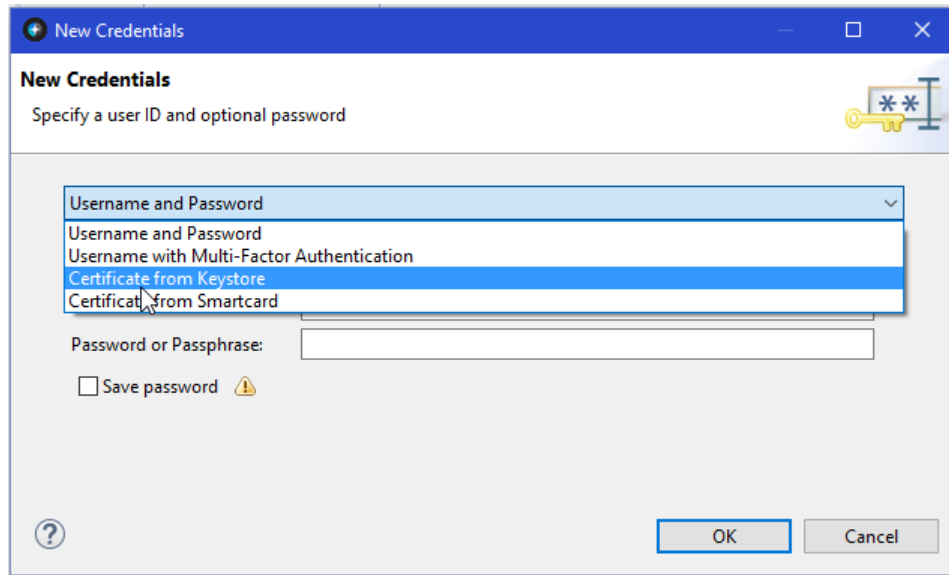 New Credentials
New Credentials
Specify a user ID and optional password
**
Username and Password
Username and Password
Username with Multi-Factor Authentication
Certificate from Keystore
Certificate from Smartcard
Password or Passphrase:
Save password
?
OK
Cancel